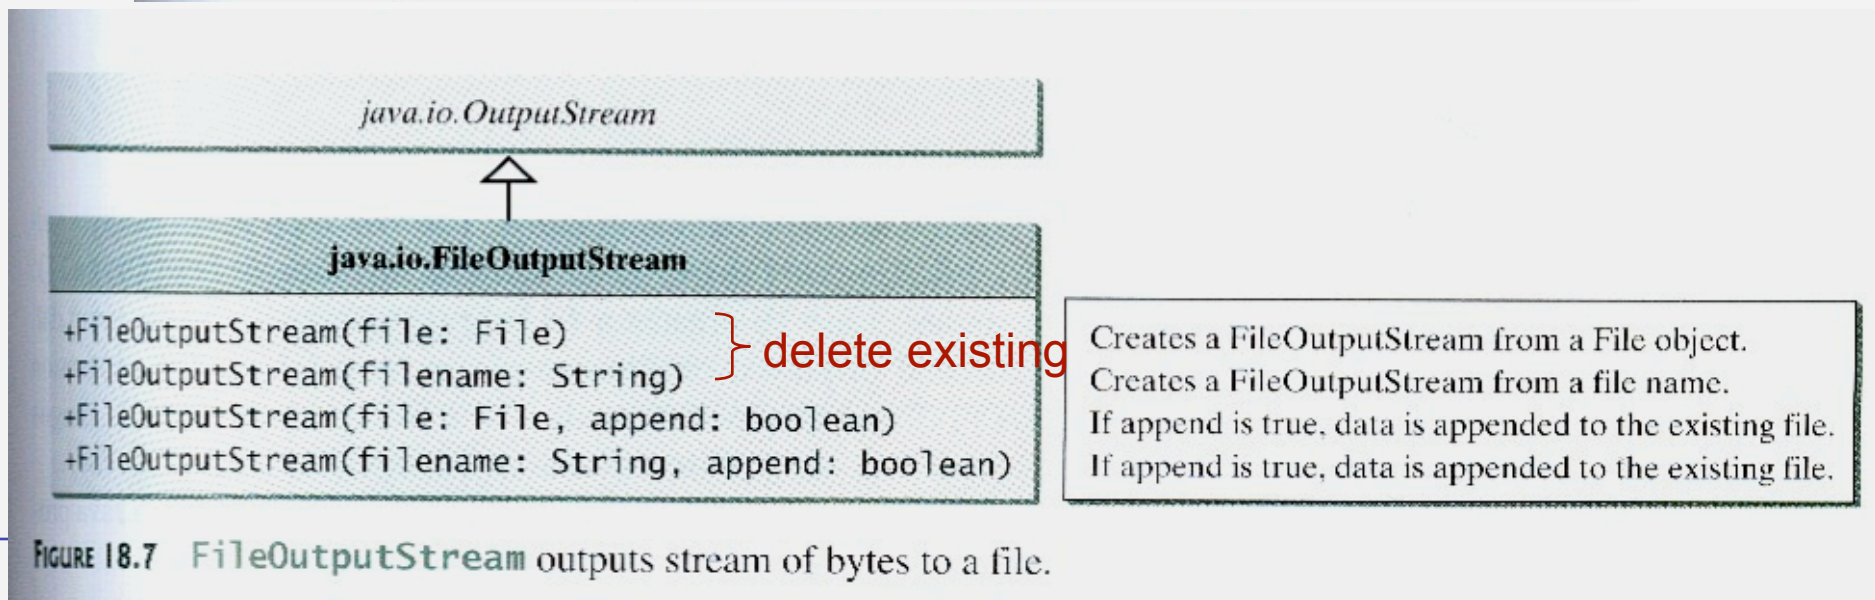 java.io.OutputStream
java.io.FileOutputStream
+FileOutputStream(file: File)
+FileOutputStream(filename: String)
+FileOutputStream(file: File, append: boolean)
+FileOutputStream(filename: String, append: boolean)
delete existing
Creates a FileOutputStream from a File object.
Creates a FileOutputStream from a file name.
If append is true, data is appended to the existing file.
If append is true, data is appended to the existing file.
FIGURE 18.7 FileOutputStream outputs stream of bytes to a file.